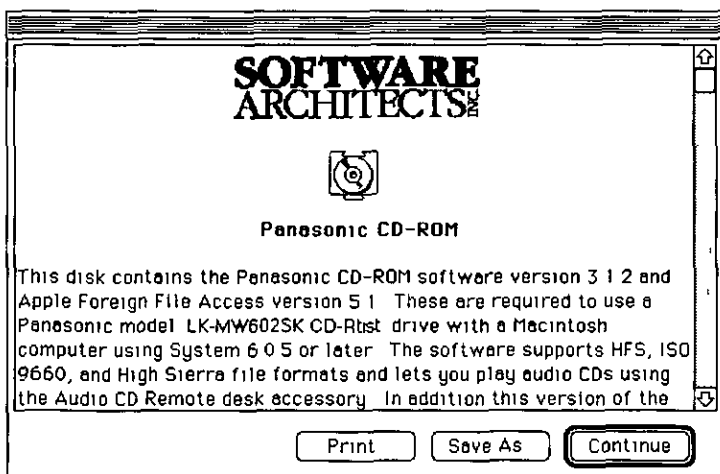 SOFTWARE
ARCHITECTS INC
Panasonic CD-ROM
This disk contains the Panasonic CD-ROM software version 3 1 2 and
Apple Foreign File Access version 5 1 These are required to use a
Panasonic model LK-MW602SK CD-Rtist drive with a Macintosh
computer using System 6 0 5 or later The software supports HFS, ISO
9660, and High Sierra file formats and lets you play audio CDs using
the Audio CD Remote desk accessory In addition this version of the
Print Save As Continue